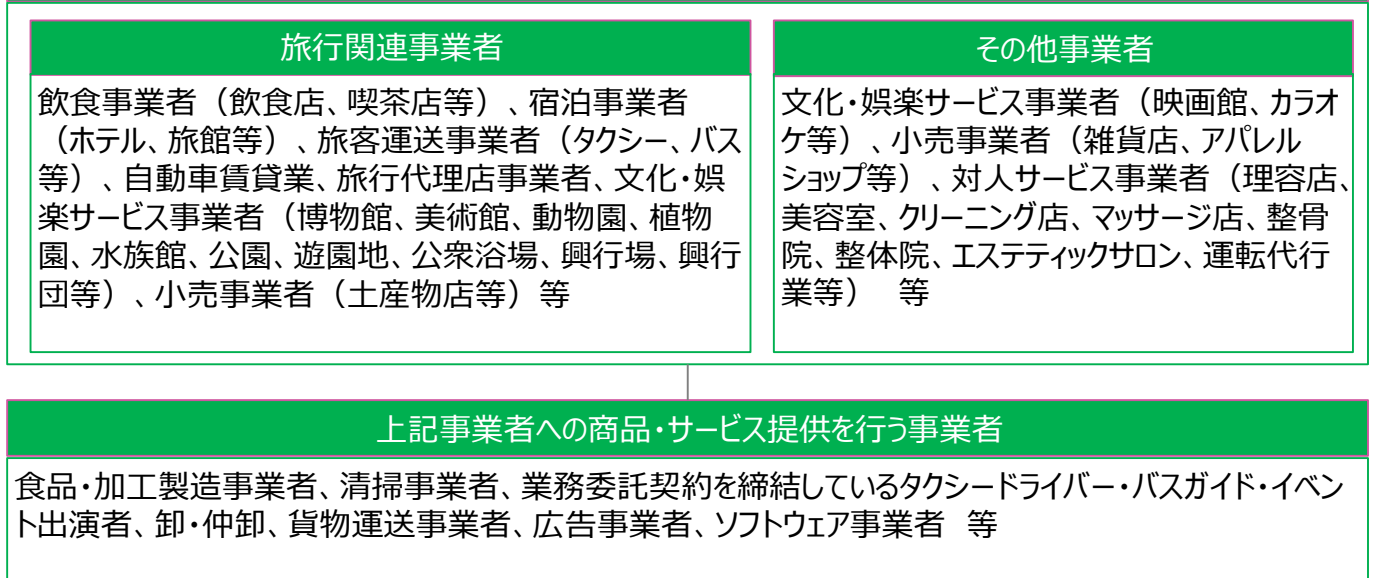 旅行関連事業者
飲食事業者（飲食店、喫茶店等）、宿泊事業者
（ホテル、旅館等）、旅客運送事業者（タクシー、バス
等）、自動車賃貸業、旅行代理店事業者、文化・娯
楽サービス事業者（博物館、美術館、動物園、植物
園、水族館、公園、遊園地、公衆浴場、興行場、興行
団等）、小売事業者（土産物店等）等
その他事業者
文化・娯楽サービス事業者（映画館、カラオ
ケ等）、小売事業者（雑貨店、アパレル
ショップ等）、対人サービス事業者（理容店、
美容室、クリーニング店、マッサージ店、整骨
院、整体院、エステティックサロン、運転代行
業等）　等
上記事業者への商品・サービス提供を行う事業者
食品・加工製造事業者、清掃事業者、業務委託契約を締結しているタクシードライバー・バスガイド・イベン
ト出演者、卸・仲卸、貨物運送事業者、広告事業者、ソフトウェア事業者　等